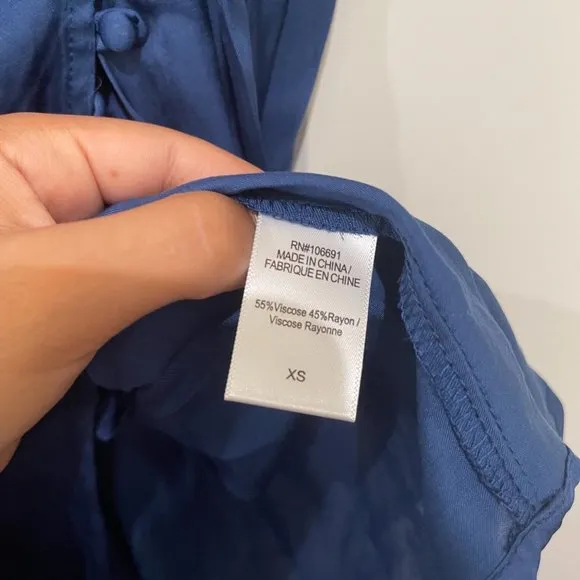 RN#106691
MADE IN CHINA /
FABRIQUE EN CHINE
55%Viscose 45%Rayon /
Viscose Rayonne
XS